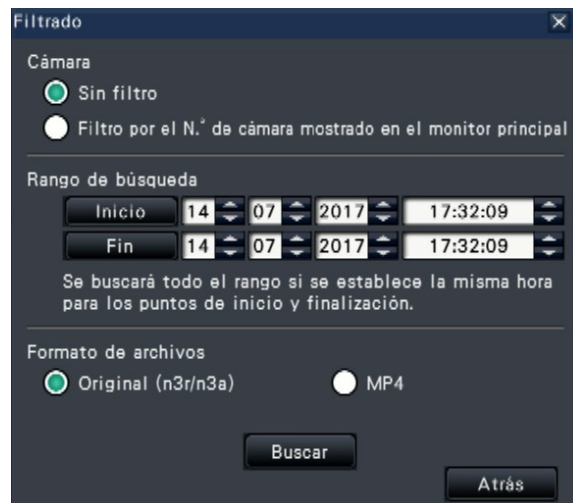 Filtrado
Cámara
Sin filtro
Filtro por el N.° de cámara mostrado en el monitor principal
Rango de búsqueda
Inicio 14 07 2017 17:32:09
Fin 14 07 2017 17:32:09
Se buscará todo el rango si se establece la misma hora
para los puntos de inicio y finalización.
Formato de archivos
Original (n3r/n3a) MP4
Buscar
Atrás